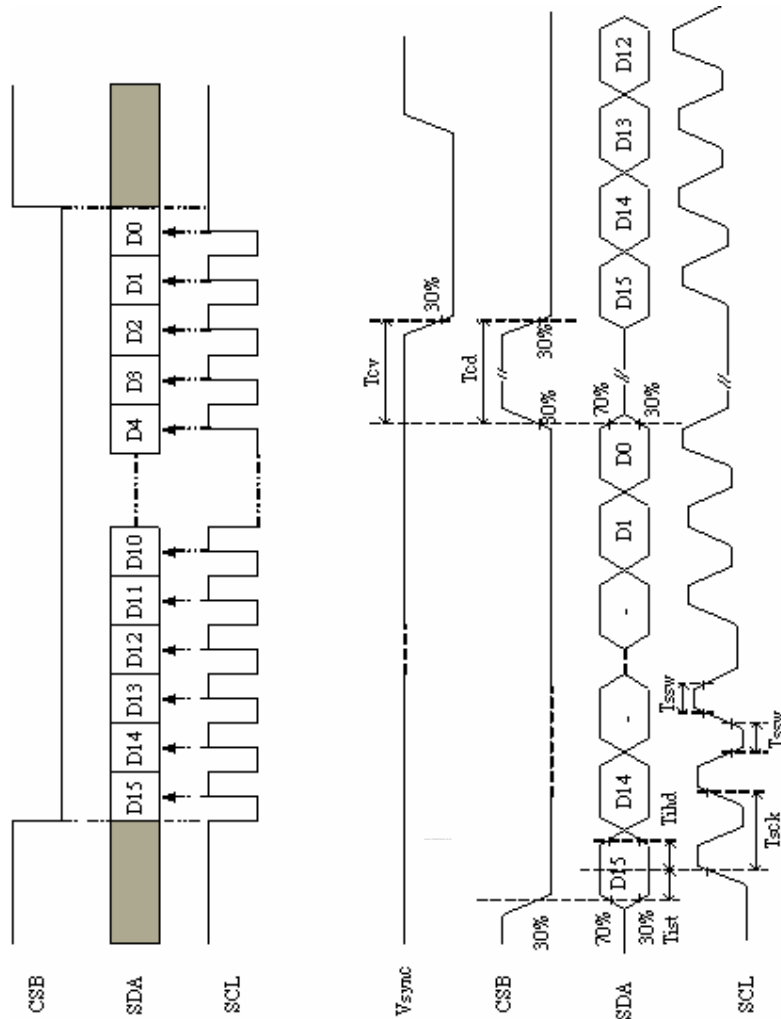 CSB
SDA D15 D14 D13 D12 D11 D10 D4 D3 D2 D1 D0
SCL
Tcv
Vsync
30%
Tcd
CSB
30% 30% 30%
70% 70%
SDA D15 D14 - - D1 D0 // D15 D14 D13 D12
30% 30%
Tist Tihd
Tssw
Tssw
SCL
Tsck